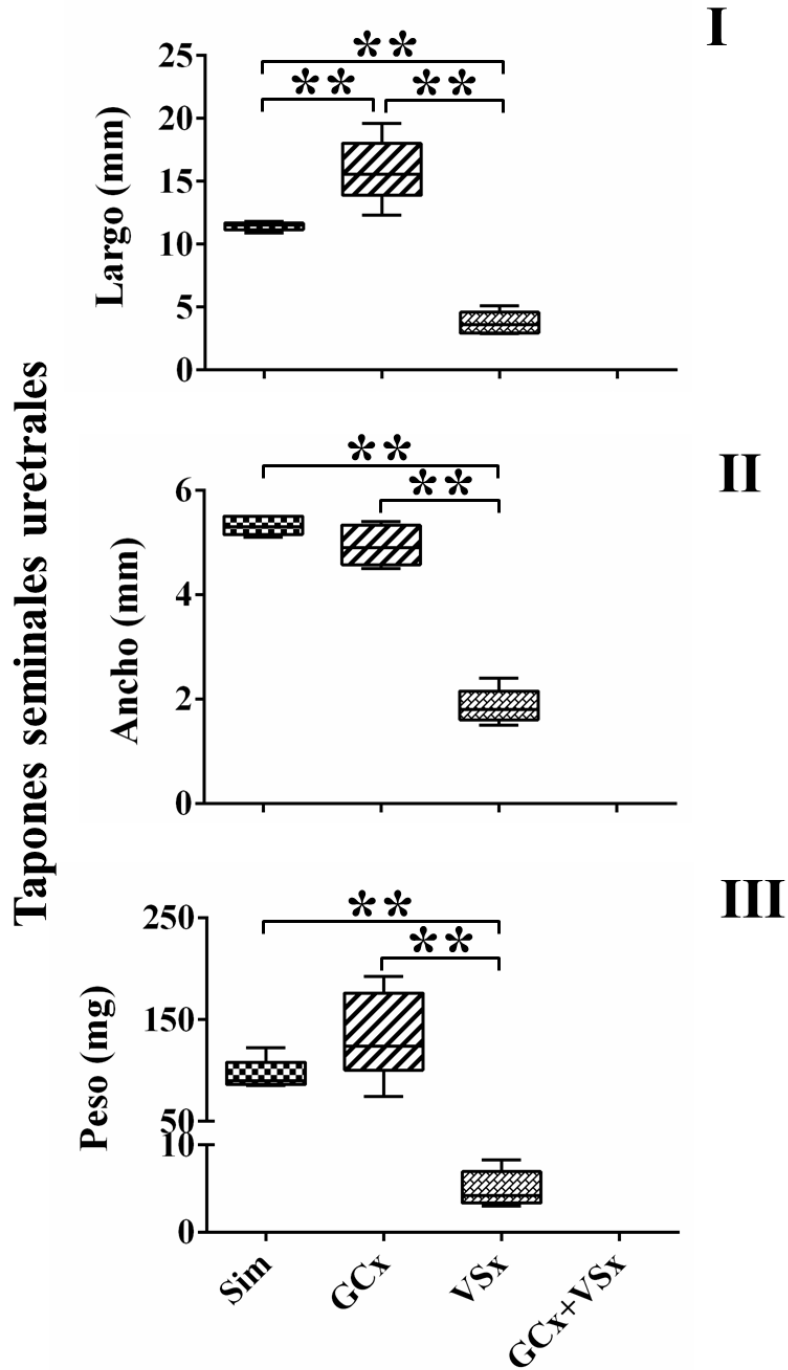 Tapones seminales uretrales
I
**
** **
Largo (mm)
25
20
15
10
5
0
II
**
**
Ancho (mm)
6
4
2
0
III
**
**
Peso (mg)
250
150
50
10
0
Sim GCx VSx GCx+VSx